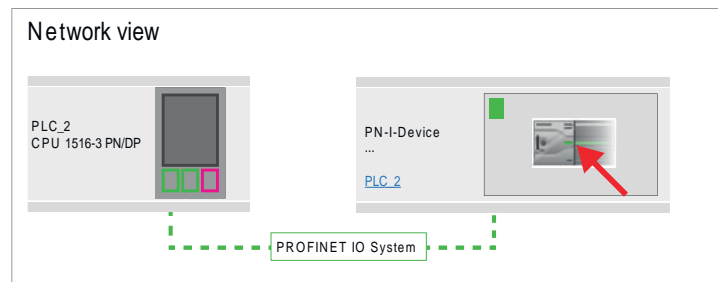 Network view
PLC_2
CPU 1516-3 PN/DP
PN-I-Device
...
PLC_2
PROFINET IO System